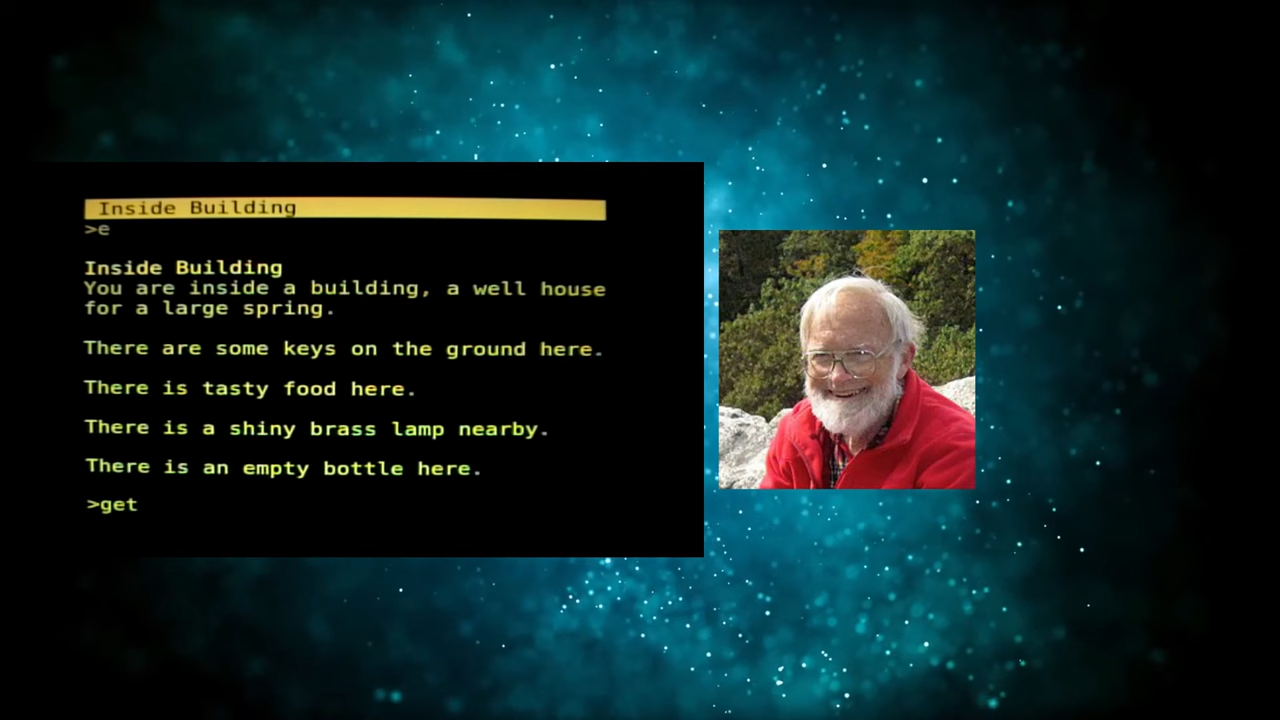 Inside Building
>e
Inside Building
You are inside a building, a well house
for a large spring.
There are some keys on the ground here.
There is tasty food here.
There is a shiny brass lamp nearby.
There is an empty bottle here.
>get